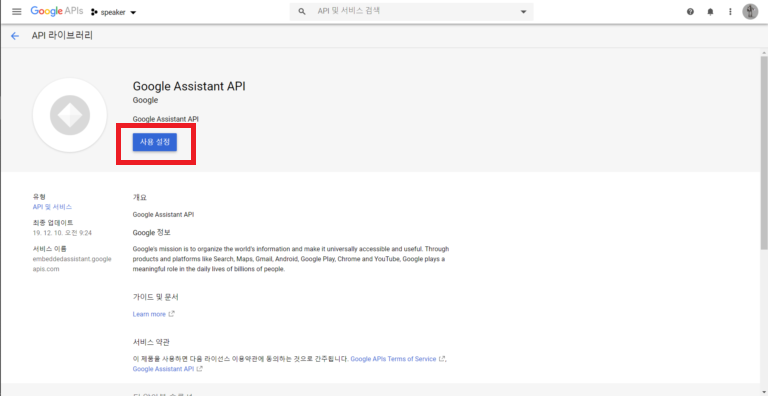 Google APIs speaker API 및 서비스 검색
API 라이브러리
Google Assistant API
Google
Google Assistant API
사용 설정
유형
API 및 서비스
최종 업데이트
19. 12. 10. 오전 9:24
서비스 이름
embeddedassistant.google
apis.com
개요
Google Assistant API
Google 정보
Google's mission is to organize the world's information and make it universally accessible and useful. Through
products and platforms like Search, Maps, Gmail, Android, Google Play, Chrome and YouTube, Google plays a
meaningful role in the daily lives of billions of people.
가이드 및 문서
Learn more
서비스 약관
이 제품을 사용하면 다음 라이선스 이용약관에 동의하는 것으로 간주됩니다. Google APIs Terms of Service,
Google Assistant API